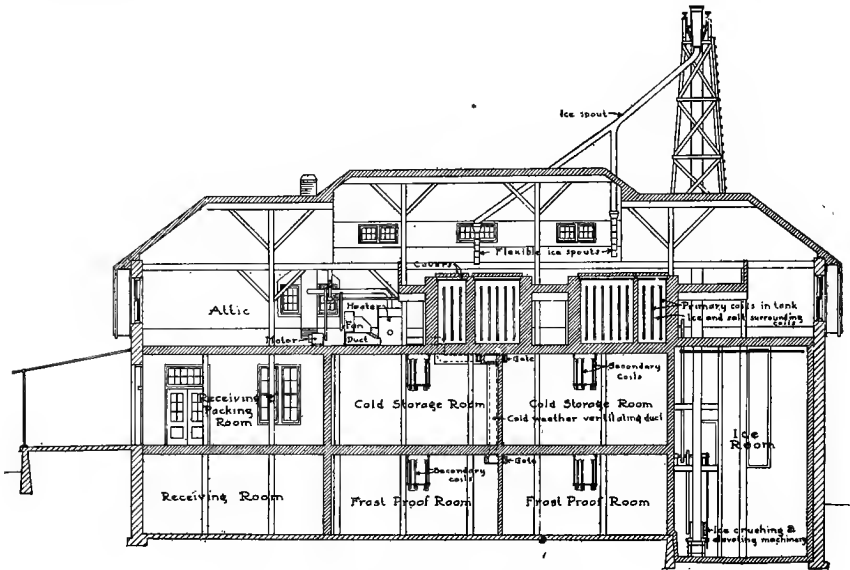 Ice spout
Flexible ice spouts
Covers
Attic
Heater
Fan
Motor
Duct
Primary coils in tank
Ice and salt surrounding
coils
Gate
Secondary
Coils
Receiving
Packing
Room
Cold Storage Room
Cold Storage Room
Cold weather ventilating duct
Ice
Room
Gate
Secondary
coils
Receiving Room
Frost Proof Room
Frost Proof Room
Ice crushing &
elevating machinery